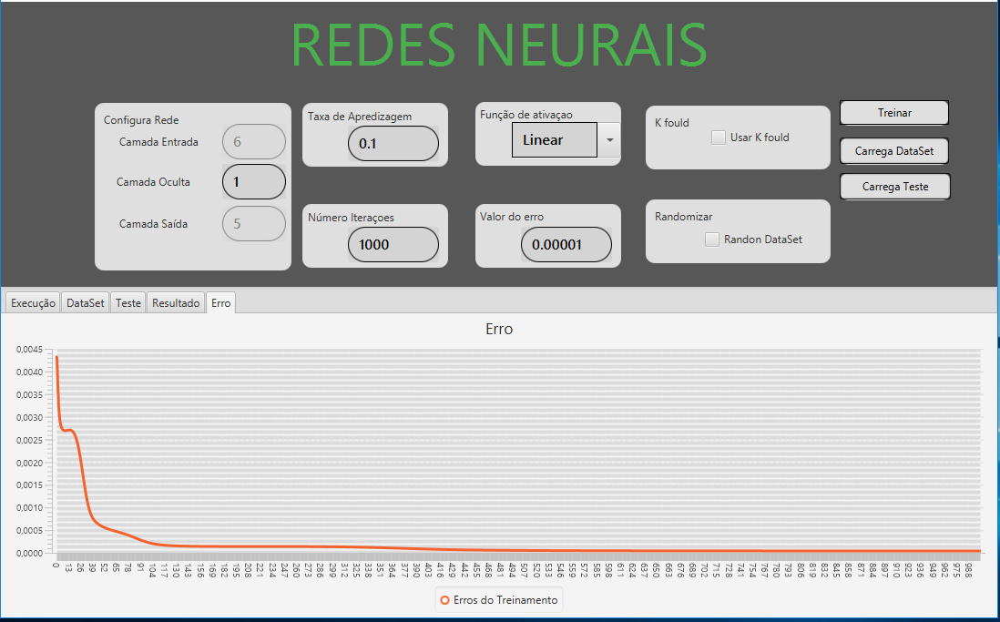 REDES NEURAIS
Configura Rede
Camada Entrada 6
Camada Oculta 1
Camada Saída 5
Taxa de Apredizagem
0.1
Número Iteraçoes
1000
Função de ativaçao
Linear
Valor do erro
0.00001
K fould
Usar K fould
Randomizar
Randon DataSet
Treinar
Carrega DataSet
Carrega Teste
Execução DataSet Teste Resultado Erro
Erro
0,0045
0,0040
0,0035
0,0030
0,0025
0,0020
0,0015
0,0010
0,0005
0,0000
0 13 26 39 52 65 78 91 104 117 130 143 156 169 182 195 208 221 234 247 260 273 286 299 312 325 338 351 364 377 390 403 416 429 442 455 468 481 494 507 520 533 546 559 572 585 598 611 624 637 650 663 676 689 702 715 728 741 754 767 780 793 806 819 832 845 858 871 884 897 910 923 936 949 962 975 988
Erros do Treinamento